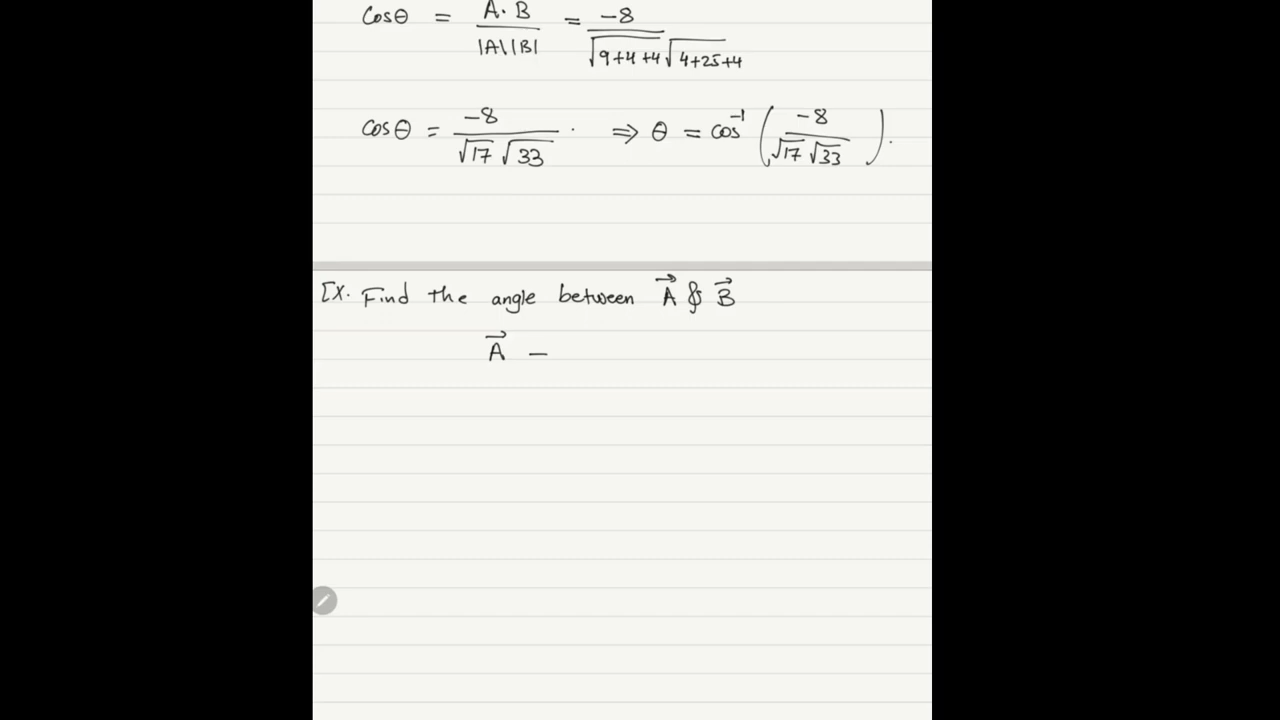 Cosθ = A·B / |A||B| = -8 / √9+4+4 √4+25+4
Cosθ = -8 / √17 √33 . ⇒ θ = cos⁻¹ ( -8 / √17 √33 ).
EX. Find the angle between A⃗ & B⃗
A⃗ –